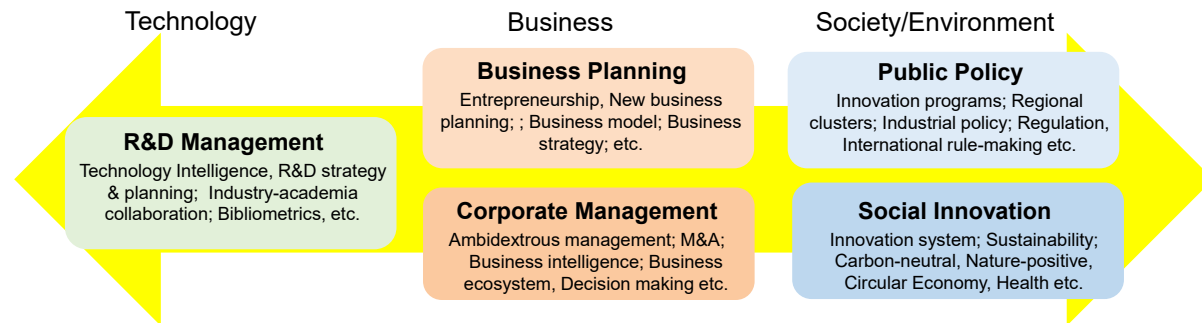 Technology
Business
Society/Environment
R&D Management
Technology Intelligence, R&D strategy
& planning; Industry-academia
collaboration; Bibliometrics, etc.
Business Planning
Entrepreneurship, New business
planning; ; Business model; Business
strategy; etc.
Corporate Management
Ambidextrous management; M&A;
Business intelligence; Business
ecosystem, Decision making etc.
Public Policy
Innovation programs; Regional
clusters; Industrial policy; Regulation,
International rule-making etc.
Social Innovation
Innovation system; Sustainability;
Carbon-neutral, Nature-positive,
Circular Economy, Health etc.